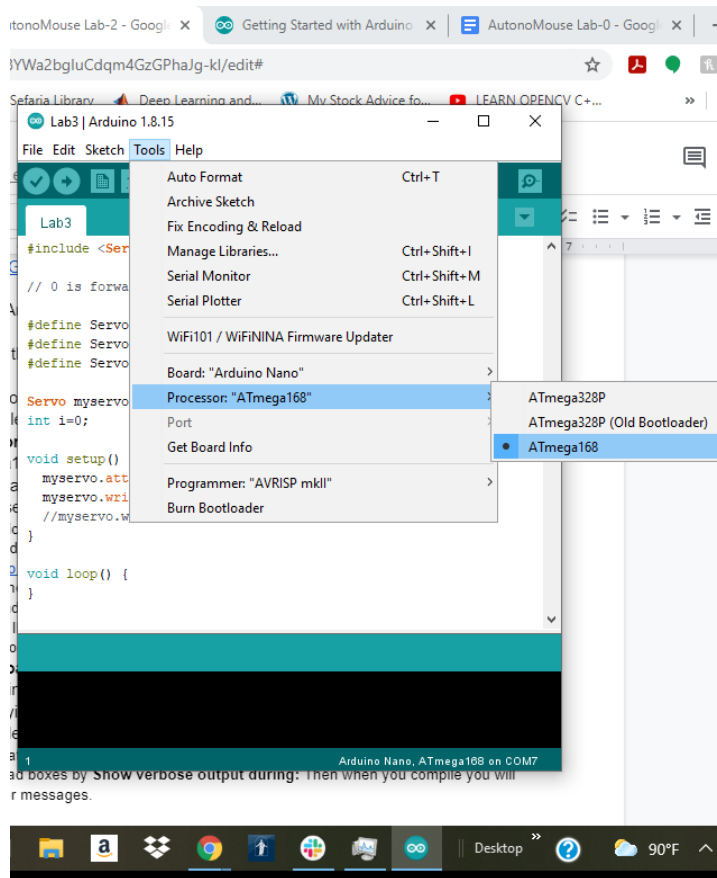 Lab-2 - Googl
Getting Started with Arduino
AutonoMouse Lab-0 - Googl
YWa2bgluCdqm4GzGPhaJg-kl/edit#
Sefaria Library
Deep Learning and...
My Stock Advice fo...
LEARN OPENCV C+...
»
Lab3 | Arduino 1.8.15
File Edit Sketch Tools Help
Auto Format Ctrl+T
Archive Sketch
Fix Encoding & Reload
Manage Libraries... Ctrl+Shift+I
Serial Monitor Ctrl+Shift+M
Serial Plotter Ctrl+Shift+L
WiFi101 / WiFiNINA Firmware Updater
Board: "Arduino Nano"
Processor: "ATmega168"
Port
Get Board Info
Programmer: "AVRISP mkII"
Burn Bootloader
ATmega328P
ATmega328P (Old Bootloader)
ATmega168
Lab3
#include <Ser
// 0 is forwa
#define Servo
#define Servo
#define Servo
Servo myservo
int i=0;
void setup()
myservo.att
myservo.wri
//myservo.w
}
void loop() {
}
7
1 Arduino Nano, ATmega168 on COM7
ad boxes by Show verbose output during: Then when you compile you will
r messages.
a
Desktop » ? 90°F